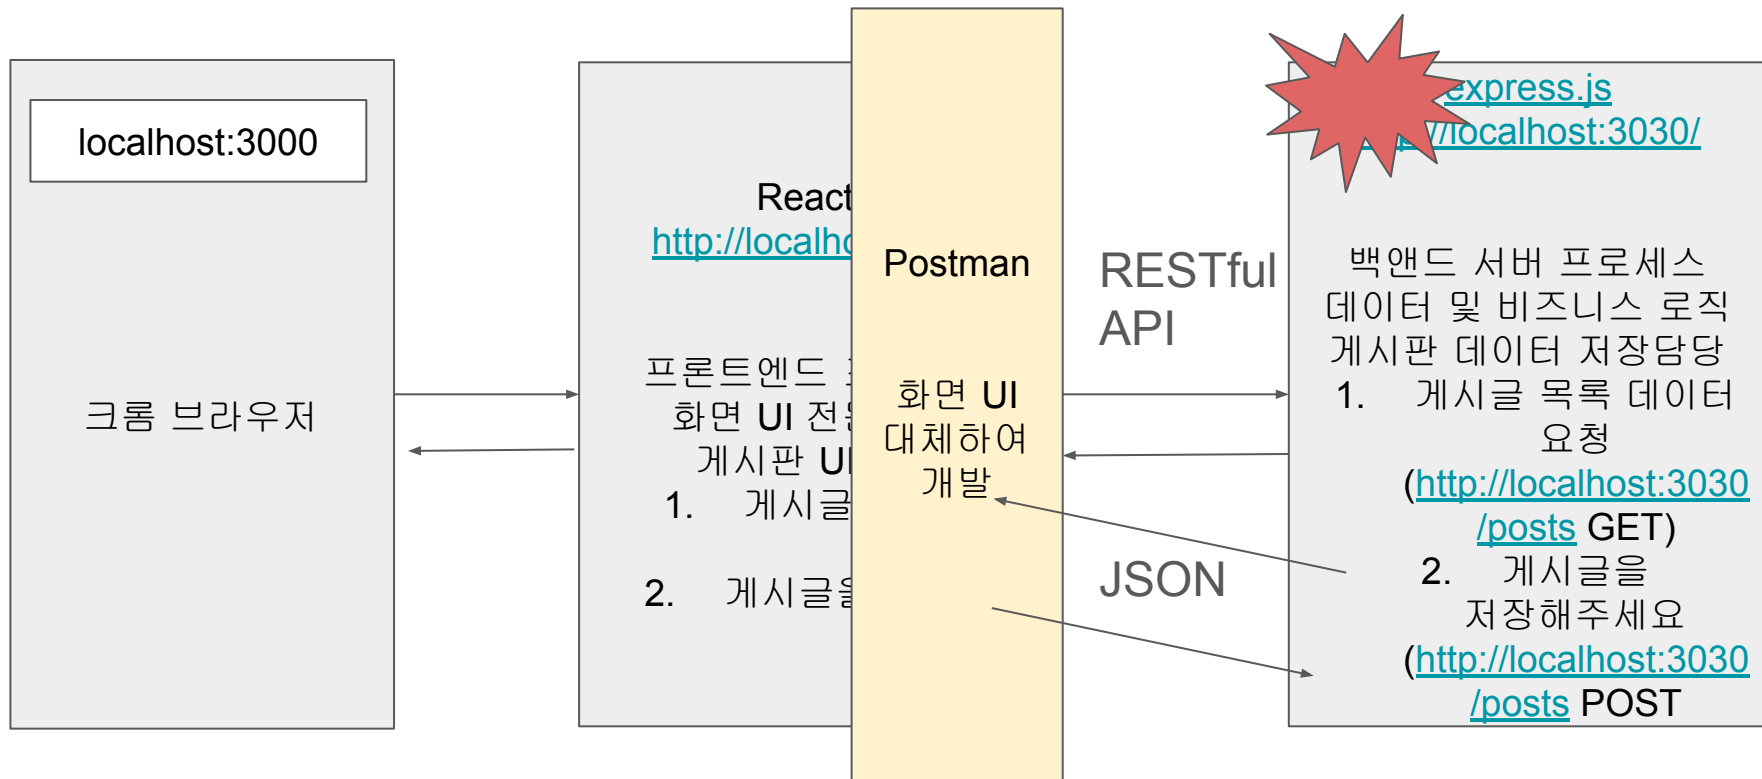 localhost:3000
크롬 브라우저
React
http://localho
프론트엔드
화면 UI 전
게시판 UI
1. 게시글
2. 게시글을
Postman
화면 UI
대체하여
개발
RESTful
API
JSON
express.js
//localhost:3030/
백앤드 서버 프로세스
데이터 및 비즈니스 로직
게시판 데이터 저장담당
1. 게시글 목록 데이터
요청
(http://localhost:3030
/posts GET)
2. 게시글을
저장해주세요
(http://localhost:3030
/posts POST